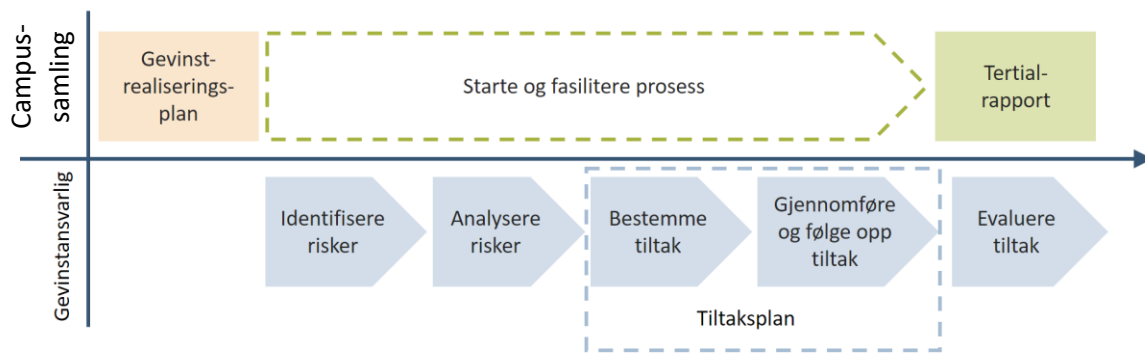 Campus-
samling
Gevinst-
realiserings-
plan
Starte og fasilitere prosess
Tertial-
rapport
Gevinstansvarlig
Identifisere
risker
Analysere
risker
Bestemme
tiltak
Gjennomføre
og følge opp
tiltak
Evaluere
tiltak
Tiltaksplan